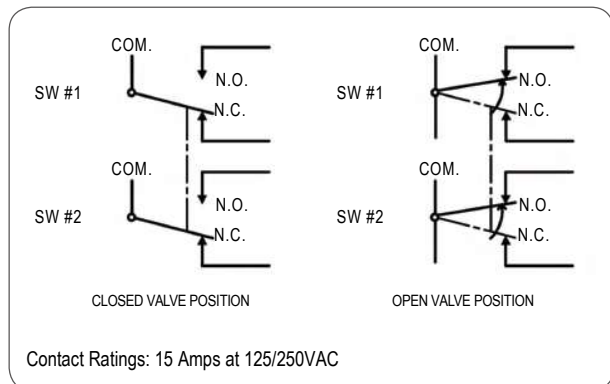 COM.
SW #1
N.O.
N.C.
COM.
SW #2
N.O.
N.C.
CLOSED VALVE POSITION
COM.
SW #1
N.O.
N.C.
COM.
SW #2
N.O.
N.C.
OPEN VALVE POSITION
Contact Ratings: 15 Amps at 125/250VAC